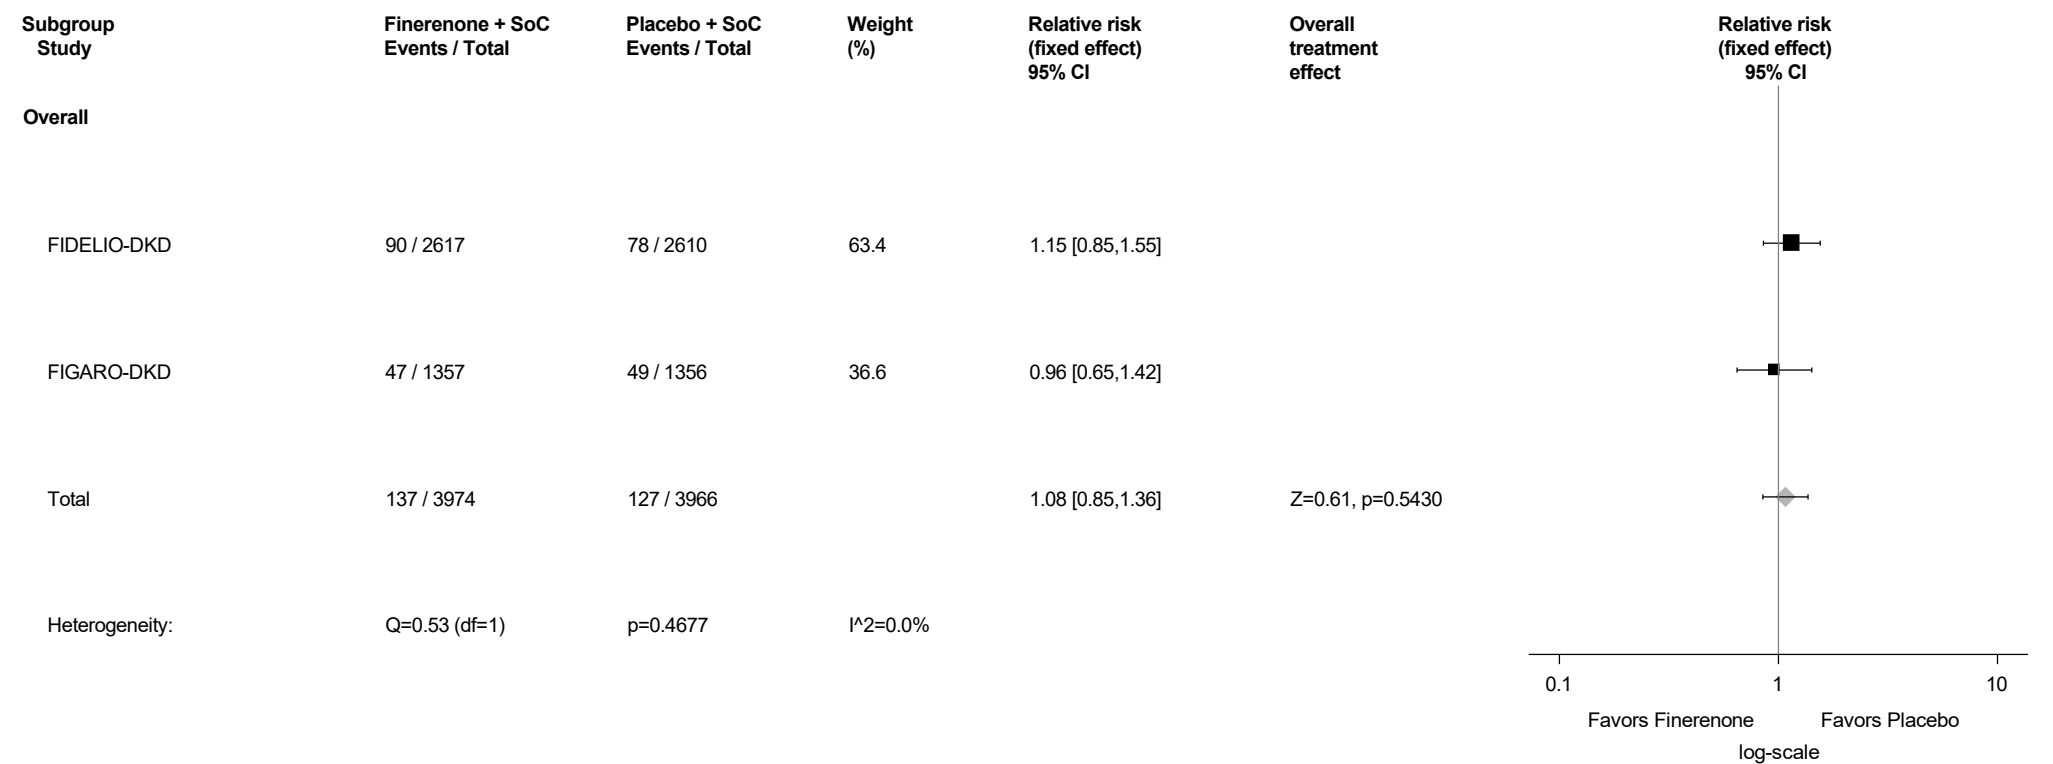 Subgroup Finerenone + SoC Placebo + SoC Weight Relative risk Overall Relative risk
Study Events / Total Events / Total (%) (fixed effect) treatment (fixed effect)
95% CI effect 95% CI
Overall
FIDELIO-DKD 90 / 2617 78 / 2610 63.4 1.15 [0.85,1.55]
FIGARO-DKD 47 / 1357 49 / 1356 36.6 0.96 [0.65,1.42]
Total 137 / 3974 127 / 3966 1.08 [0.85,1.36] Z=0.61, p=0.5430
Heterogeneity: Q=0.53 (df=1) p=0.4677 I^2=0.0%
0.1 1 10
Favors Finerenone Favors Placebo
log-scale